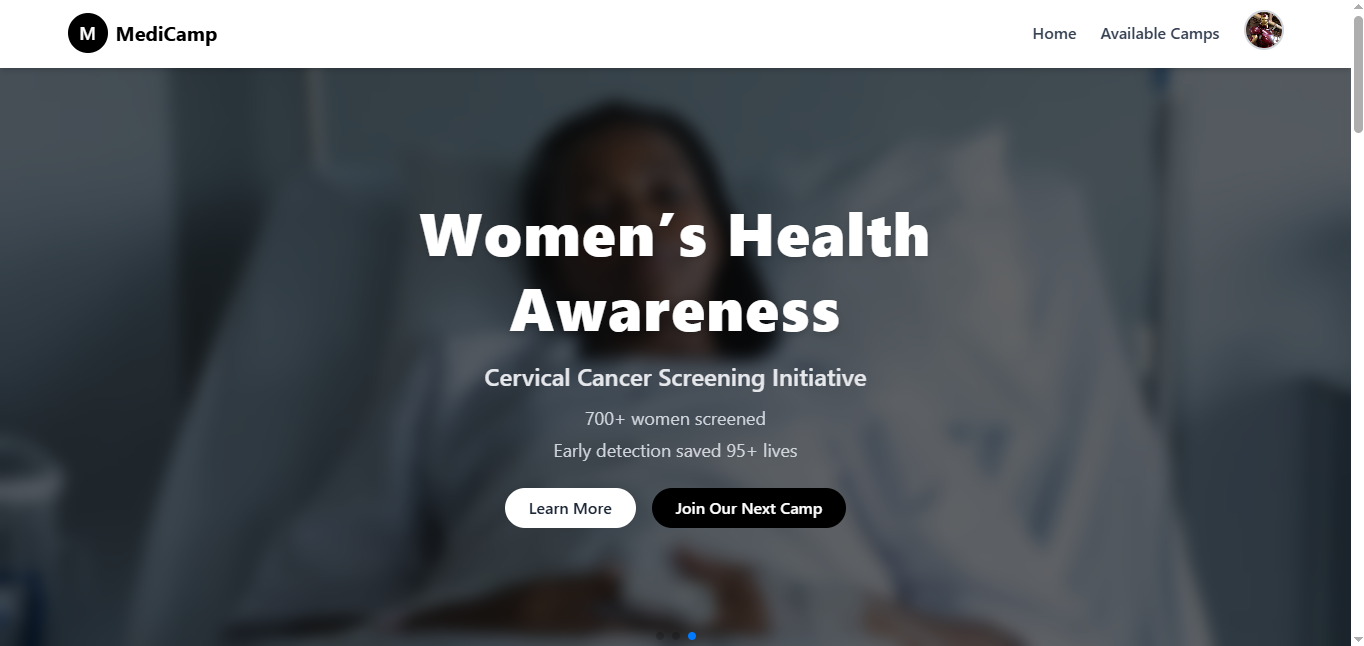 M MediCamp
Home Available Camps
Women’s Health
Awareness
Cervical Cancer Screening Initiative
700+ women screened
Early detection saved 95+ lives
Learn More Join Our Next Camp